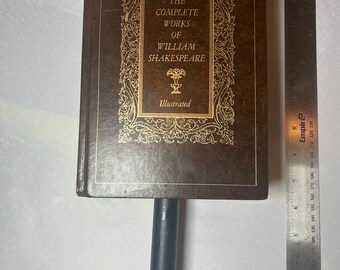 THE
COMPLETE
WORKS
OF
WILLIAM
SHAKESPEARE
Illustrated
Empire